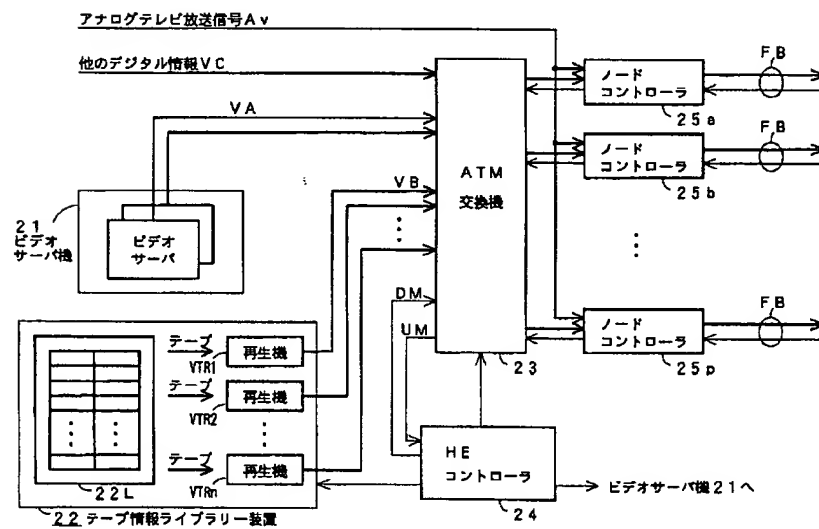 アナログテレビ放送信号Av
他のデジタル情報VC
VA
21
ビデオ
サーバ機
ビデオ
サーバ
VB
⋮
DM
UM
ATM
交換機
23
ノード
コントローラ
25a
FB
ノード
コントローラ
25b
FB
⋮
ノード
コントローラ
25p
FB
テープ
再生機
VTR1
テープ
再生機
VTR2
⋮
テープ
再生機
VTRn
⋮
⋮
22L
22 テープ情報ライブラリー装置
HE
コントローラ
24
ビデオサーバ機21へ